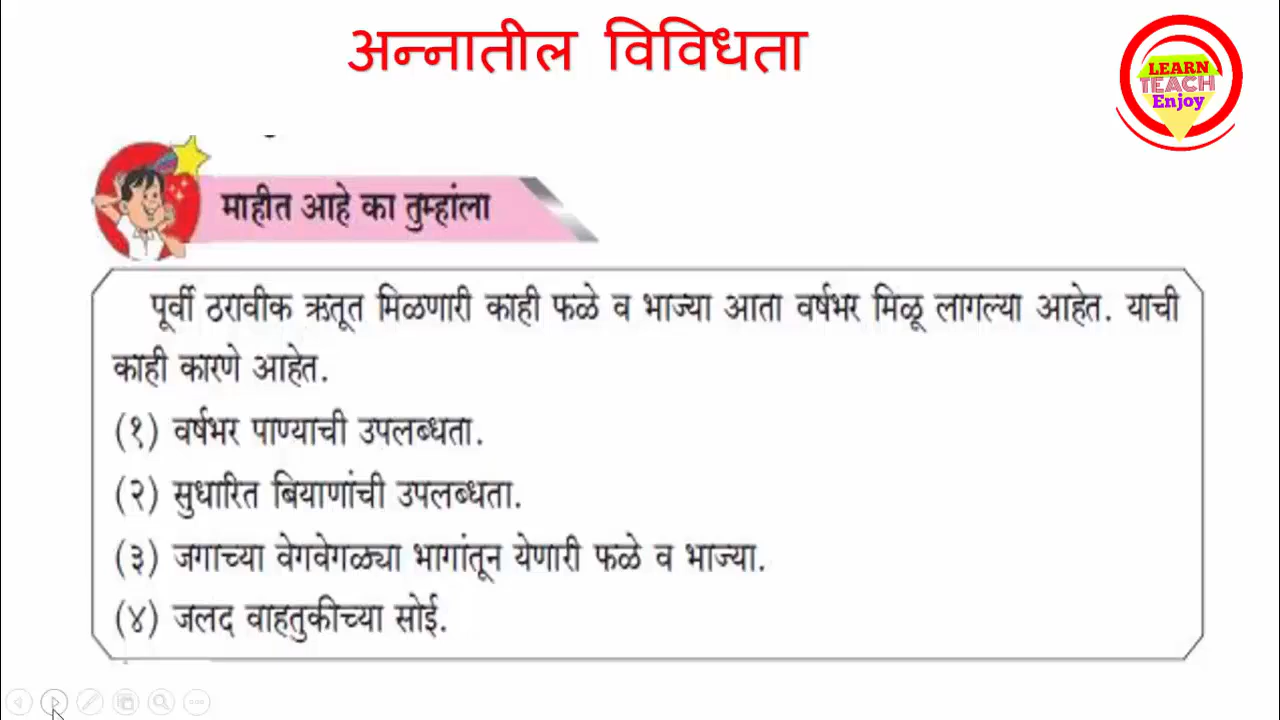 अन्नातील विविधता
LEARN
TEACH
Enjoy
माहीत आहे का तुम्हांला
पूर्वी ठरावीक ऋतूत मिळणारी काही फळे व भाज्या आता वर्षभर मिळू लागल्या आहेत. याची
काही कारणे आहेत.
(१) वर्षभर पाण्याची उपलब्धता.
(२) सुधारित बियाणांची उपलब्धता.
(३) जगाच्या वेगवेगळ्या भागांतून येणारी फळे व भाज्या.
(४) जलद वाहतुकीच्या सोई.